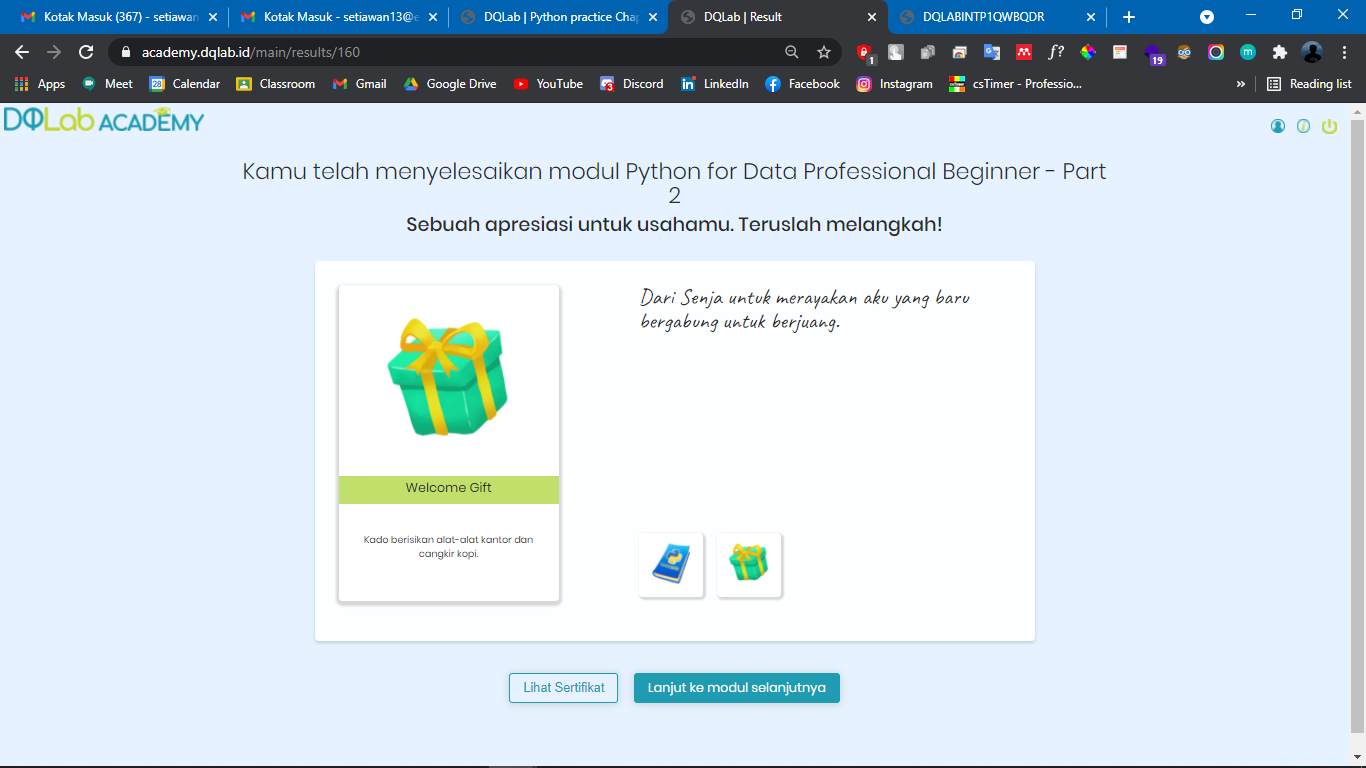 Kotak Masuk (367) - setiawan
Kotak Masuk - setiawan13@e
DQLab | Python practice Chap
DQLab | Result
DQLABINTP1QWBQDR
academy.dqlab.id/main/results/160
1
f?
19
m
Apps
Meet
28
Calendar
Classroom
Gmail
Google Drive
YouTube
3
Discord
LinkedIn
Facebook
Instagram
csTimer - Professio...
»
Reading list
DQLab ACADEMY
Kamu telah menyelesaikan modul Python for Data Professional Beginner - Part
2
Sebuah apresiasi untuk usahamu. Teruslah melangkah!
Dari Senja untuk merayakan aku yang baru
bergabung untuk berjuang.
Welcome Gift
Kado berisikan alat-alat kantor dan
cangkir kopi.
Lihat Sertifikat
Lanjut ke modul selanjutnya